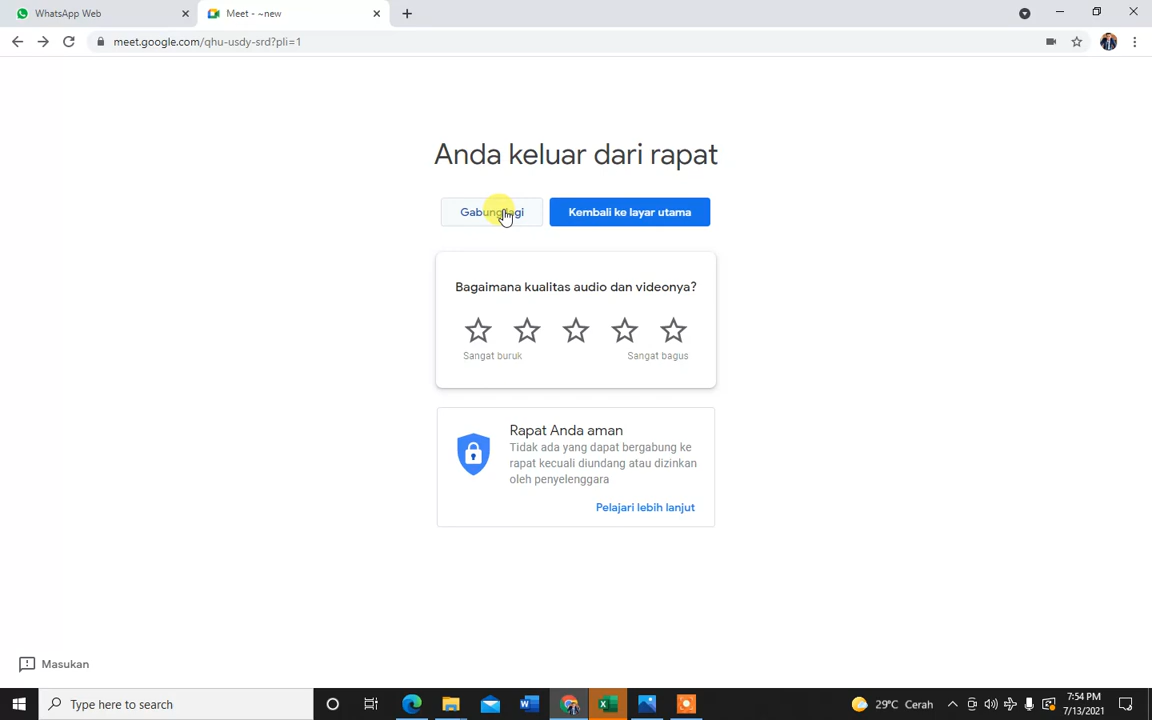 WhatsApp Web
Meet - ~new
meet.google.com/qhu-usdy-srd?pli=1
Anda keluar dari rapat
Gabung lagi
Kembali ke layar utama
Bagaimana kualitas audio dan videonya?
Sangat buruk
Sangat bagus
Rapat Anda aman
Tidak ada yang dapat bergabung ke
rapat kecuali diundang atau dizinkan
oleh penyelenggara
Pelajari lebih lanjut
Masukan
Type here to search
29°C Cerah
7:54 PM
7/13/2021